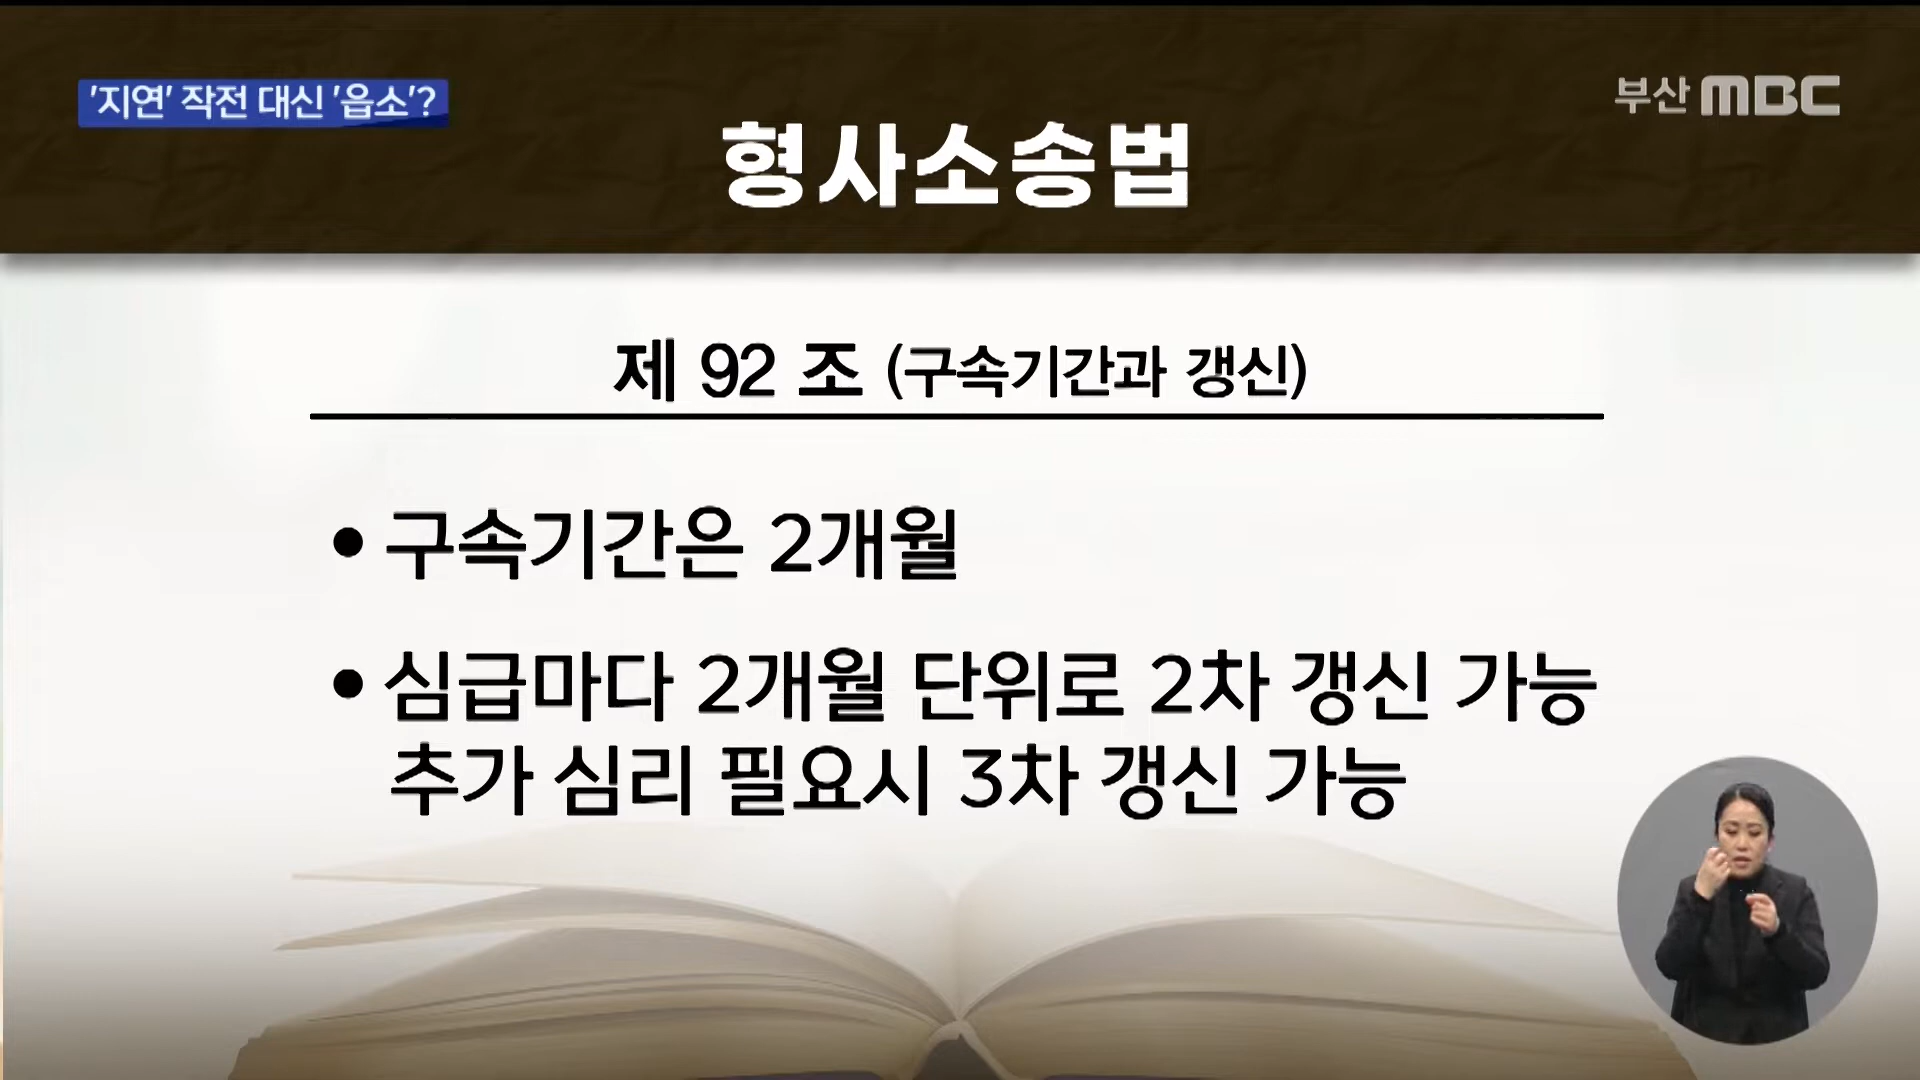 '지연' 작전 대신 '읍소'?
부산 MBC
형사소송법
제 92 조 (구속기간과 갱신)
• 구속기간은 2개월
• 심급마다 2개월 단위로 2차 갱신 가능
추가 심리 필요시 3차 갱신 가능